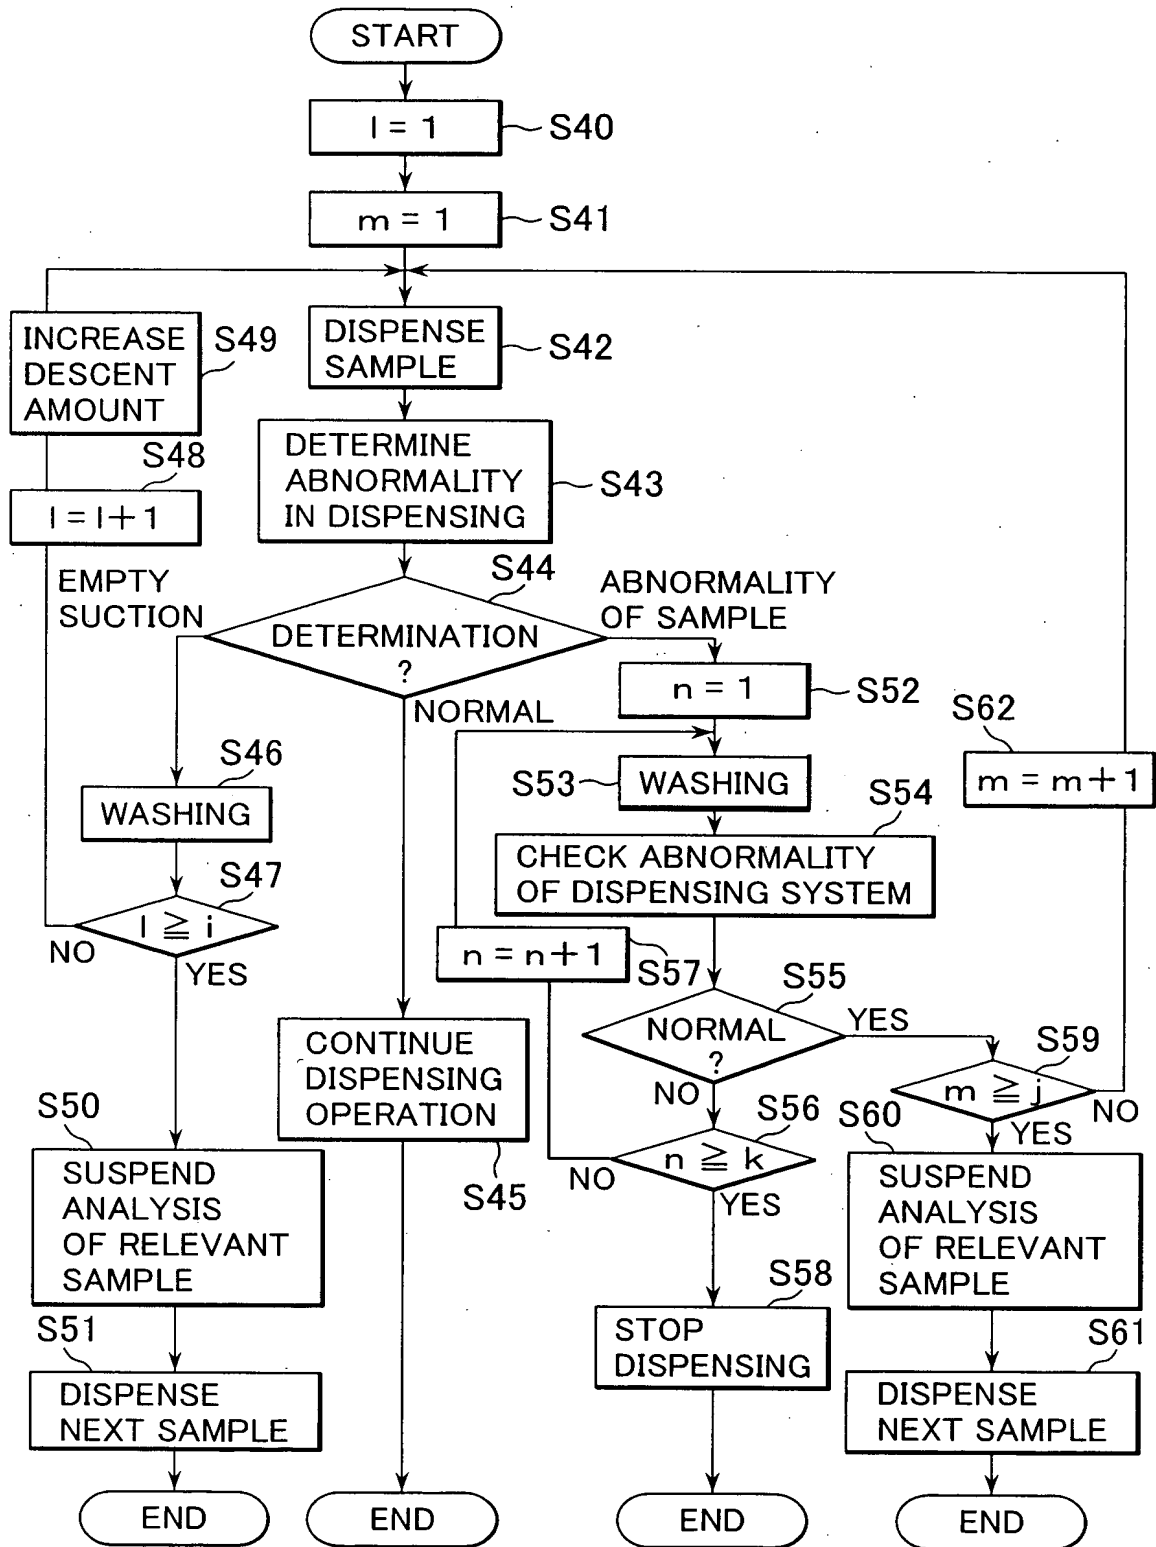 START
l = 1
S40
m = 1
S41
INCREASE
DESCENT
AMOUNT
S49
DISPENSE
SAMPLE
S42
S48
l = l + 1
DETERMINE
ABNORMALITY
IN DISPENSING
S43
EMPTY
SUCTION
S44
DETERMINATION
?
ABNORMALITY
OF SAMPLE
NORMAL
n = 1
S52
S62
m = m + 1
S46
WASHING
S53
WASHING
S54
CHECK ABNORMALITY
OF DISPENSING SYSTEM
S47
l ≧ i
NO
YES
n = n + 1
S57
S55
NORMAL
?
YES
NO
CONTINUE
DISPENSING
OPERATION
S45
S59
m ≧ j
NO
YES
S56
n ≧ k
NO
YES
S50
SUSPEND
ANALYSIS
OF RELEVANT
SAMPLE
S60
SUSPEND
ANALYSIS
OF RELEVANT
SAMPLE
S58
STOP
DISPENSING
S51
DISPENSE
NEXT SAMPLE
S61
DISPENSE
NEXT SAMPLE
END
END
END
END